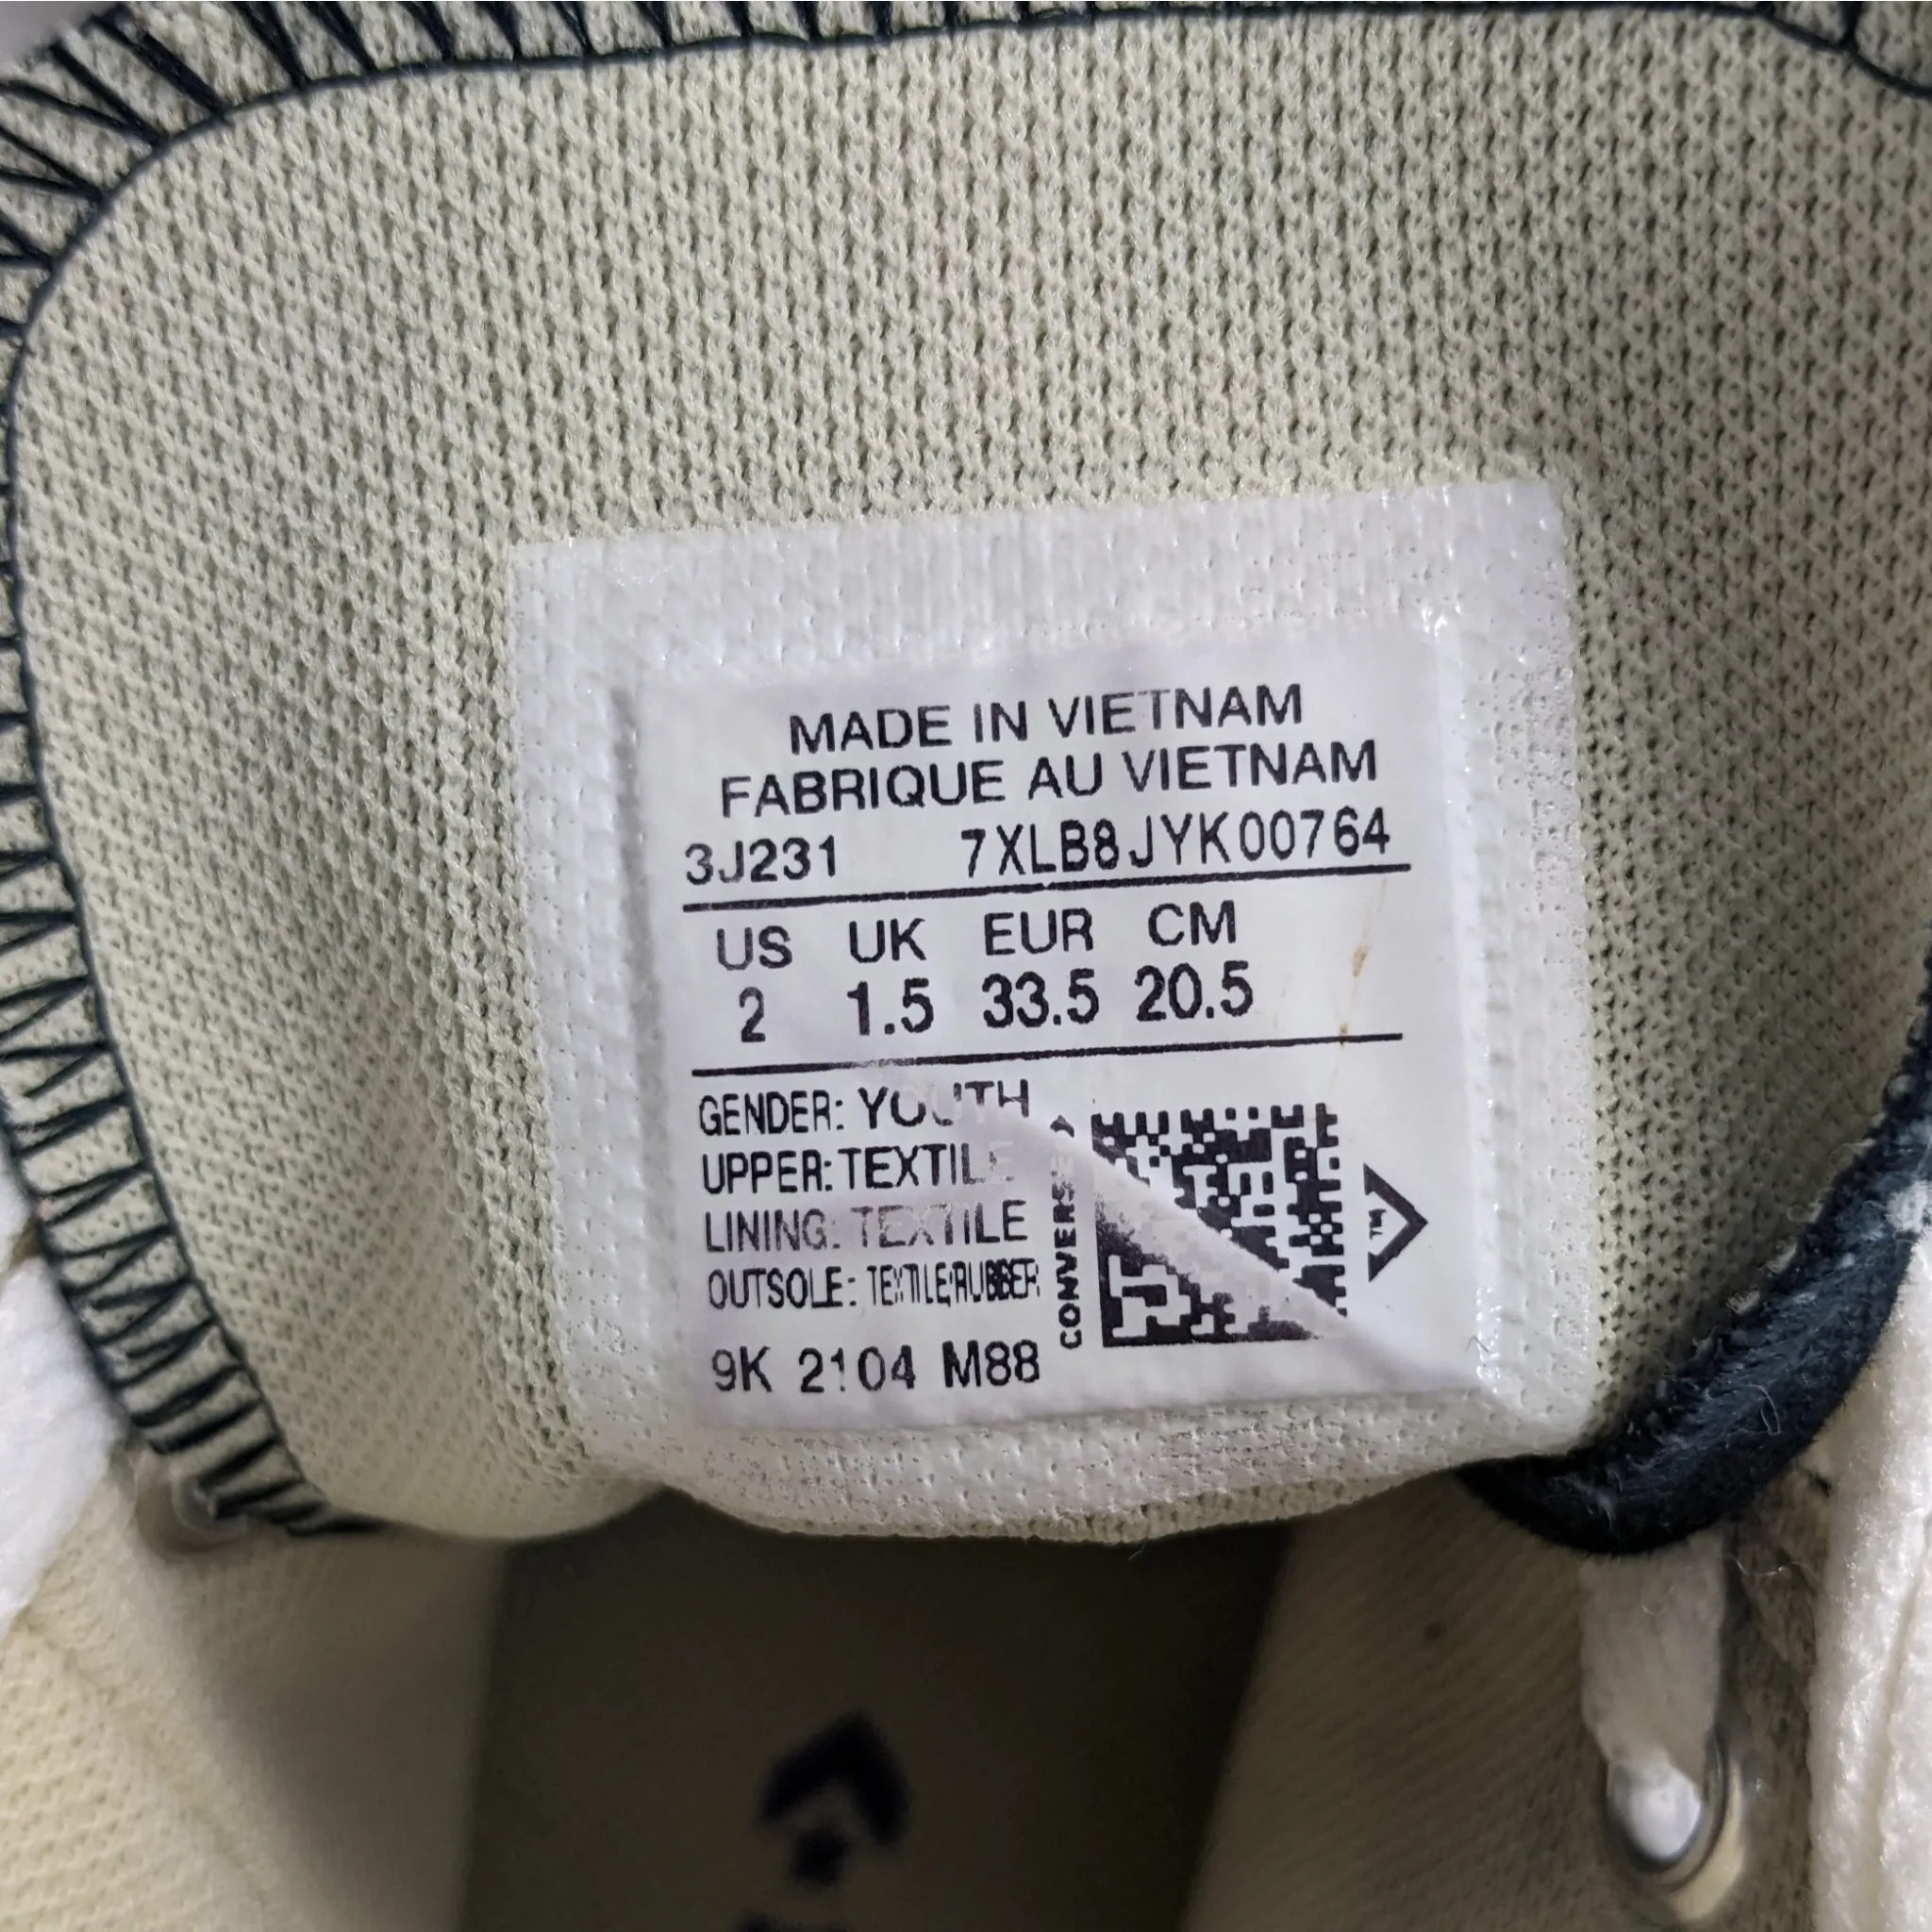 MADE IN VIETNAM
FABRIQUE AU VIETNAM
3J231 7XLB8JYK00764
US UK EUR CM
2 1.5 33.5 20.5
GENDER: YOUTH
UPPER: TEXTILE
LINING: TEXTILE
OUTSOLE: TEXTILE/RUBBER
9K 2104 M88
CONVERSE
TM